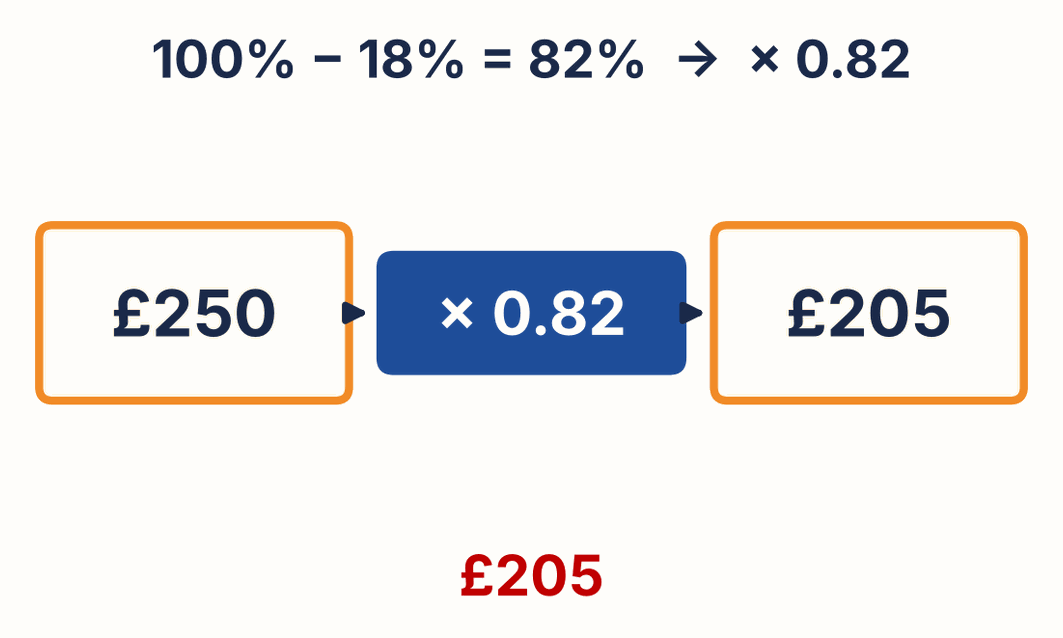 100% − 18% = 82% → × 0.82
£250 × 0.82 £205
£205